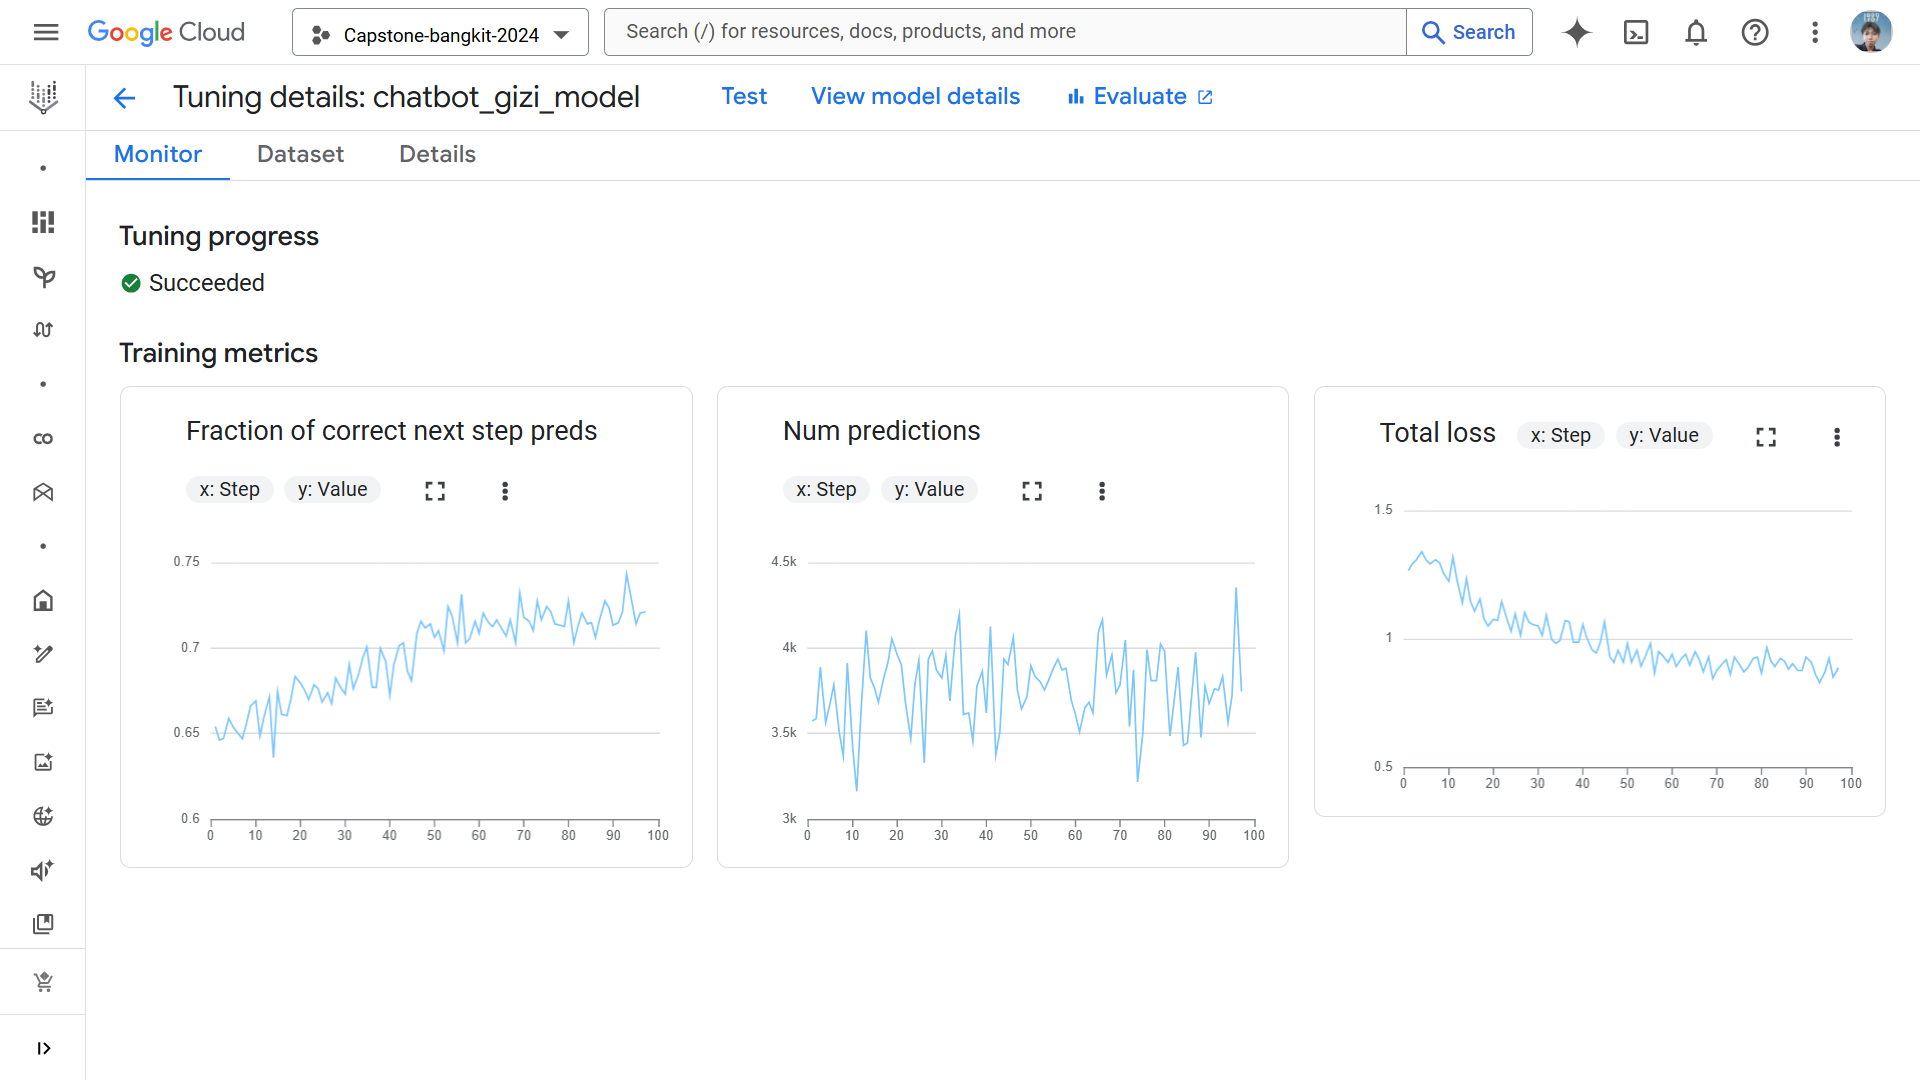 Google Cloud
Capstone-bangkit-2024
Search (/) for resources, docs, products, and more
Search
Tuning details: chatbot_gizi_model
Test
View model details
Evaluate
Monitor
Dataset
Details
Tuning progress
Succeeded
Training metrics
Fraction of correct next step preds
x: Step
y: Value
0.75
0.7
0.65
0.6
0 10 20 30 40 50 60 70 80 90 100
Num predictions
x: Step
y: Value
4.5k
4k
3.5k
3k
0 10 20 30 40 50 60 70 80 90 100
Total loss
x: Step
y: Value
1.5
1
0.5
0 10 20 30 40 50 60 70 80 90 100